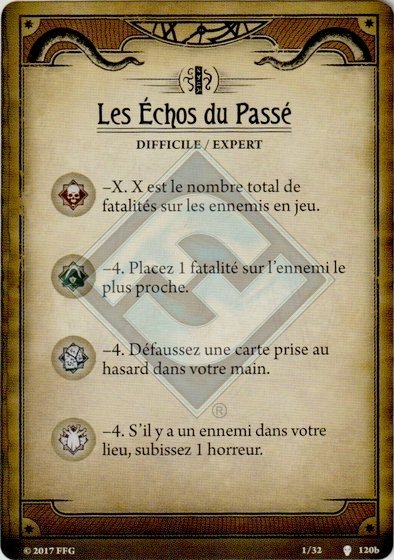 Les Échos du Passé
DIFFICILE / EXPERT
–X. X est le nombre total de
fatalités sur les ennemis en jeu.
–4. Placez 1 fatalité sur l'ennemi le
plus proche.
–4. Défaussez une carte prise au
hasard dans votre main.
–4. S'il y a un ennemi dans votre
lieu, subissez 1 horreur.
®
© 2017 FFG 1/32 120b